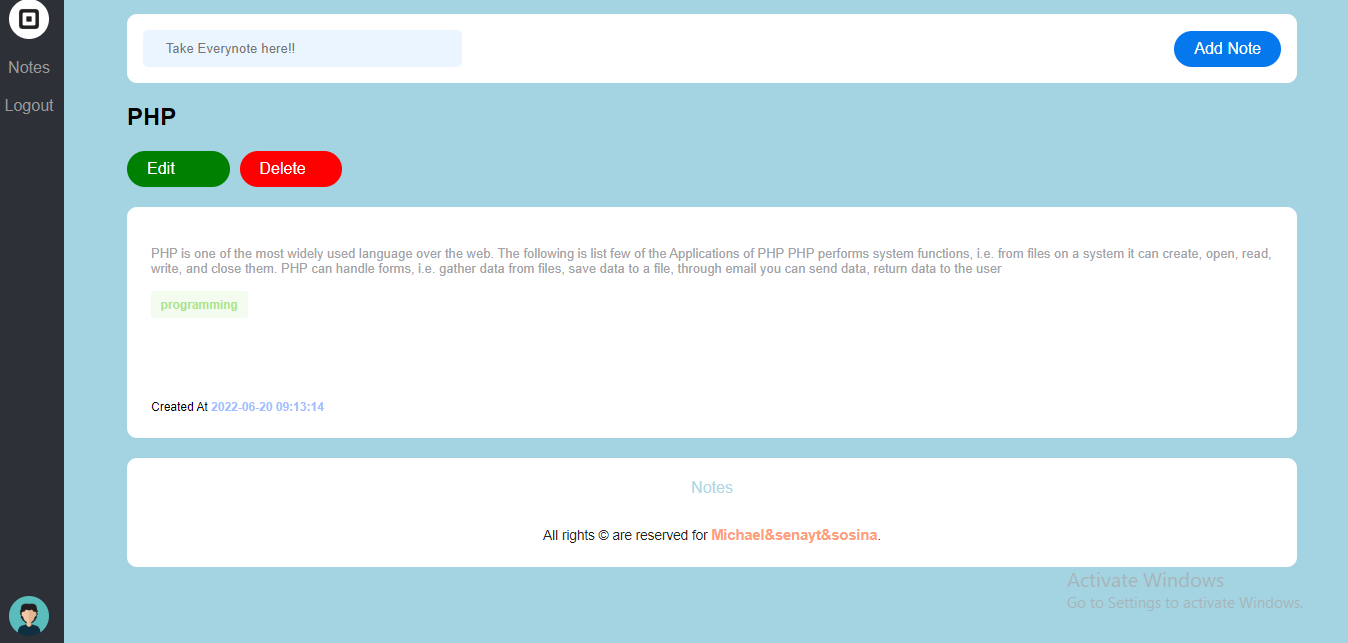 Notes
Logout
Take Everynote here!!
Add Note
PHP
Edit
Delete
PHP is one of the most widely used language over the web. The following is list few of the Applications of PHP PHP performs system functions, i.e. from files on a system it can create, open, read,
write, and close them. PHP can handle forms, i.e. gather data from files, save data to a file, through email you can send data, return data to the user
programming
Created At 2022-06-20 09:13:14
Notes
All rights © are reserved for Michael&senayt&sosina.
Activate Windows
Go to Settings to activate Windows.